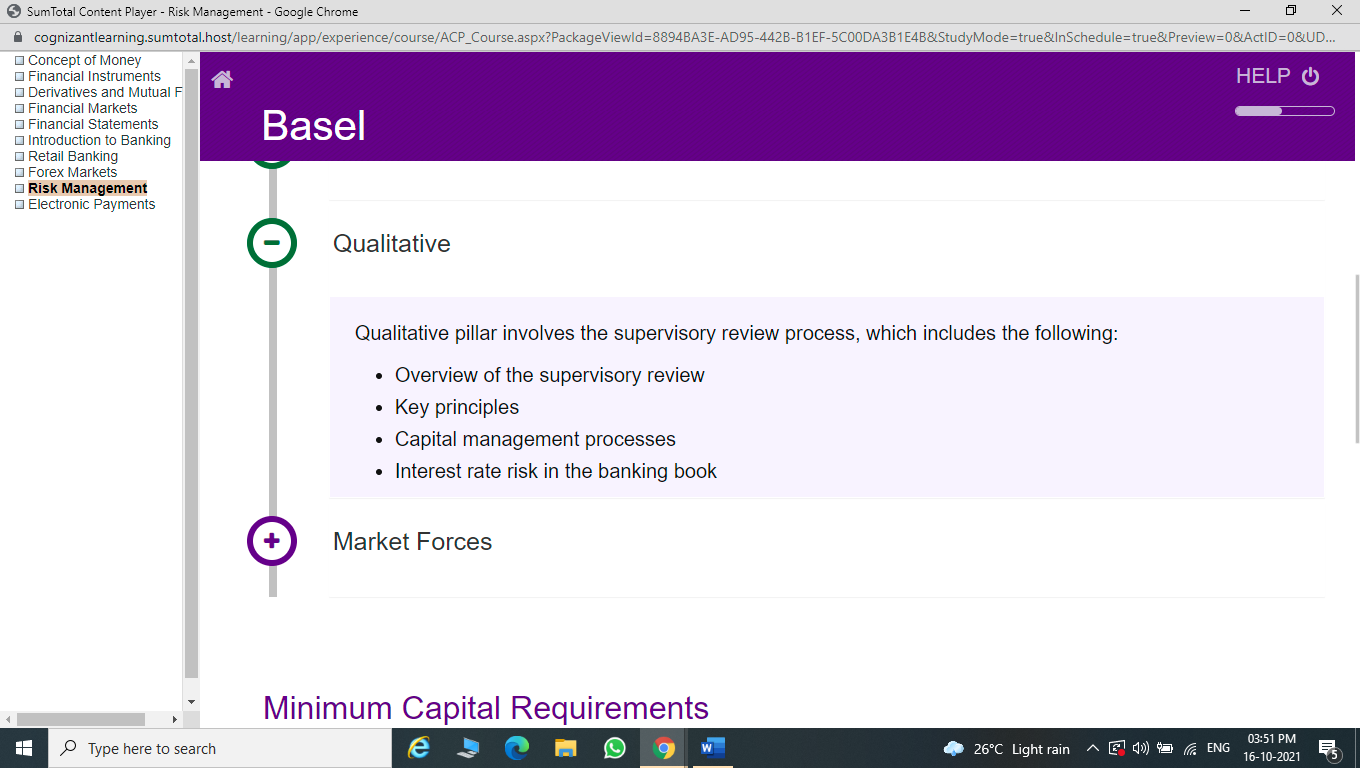 SumTotal Content Player - Risk Management - Google Chrome
cognizantlearning.sumtotal.host/learning/app/experience/course/ACP_Course.aspx?PackageViewId=8894BA3E-AD95-442B-B1EF-5C00DA3B1E4B&StudyMode=true&InSchedule=true&Preview=0&ActID=0&UD...
Concept of Money
Financial Instruments
Derivatives and Mutual F
Financial Markets
Financial Statements
Introduction to Banking
Retail Banking
Forex Markets
Risk Management
Electronic Payments
HELP
Basel
Qualitative
Qualitative pillar involves the supervisory review process, which includes the following:
• Overview of the supervisory review
• Key principles
• Capital management processes
• Interest rate risk in the banking book
Market Forces
Minimum Capital Requirements
Type here to search
26°C Light rain
ENG
03:51 PM
16-10-2021
5